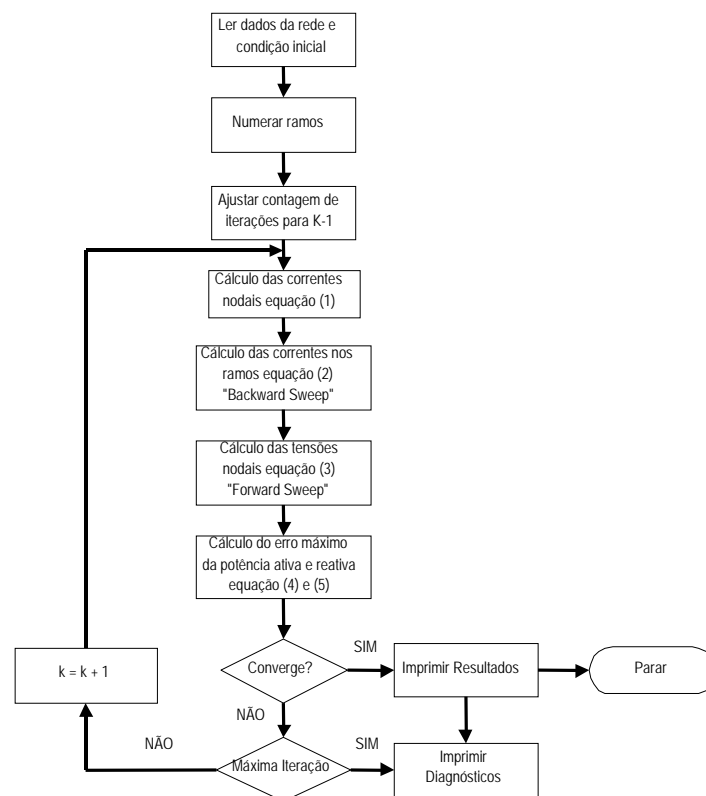 Ler dados da rede e
condição inicial
Numerar ramos
Ajustar contagem de
iterações para K-1
Cálculo das correntes
nodais equação (1)
Cálculo das correntes nos
ramos equação (2)
"Backward Sweep"
Cálculo das tensões
nodais equação (3)
"Forward Sweep"
Cálculo do erro máximo
da potência ativa e reativa
equação (4) e (5)
Converge?
SIM
Imprimir Resultados
Parar
k = k + 1
NÃO
NÃO
Máxima Iteração
SIM
Imprimir
Diagnósticos